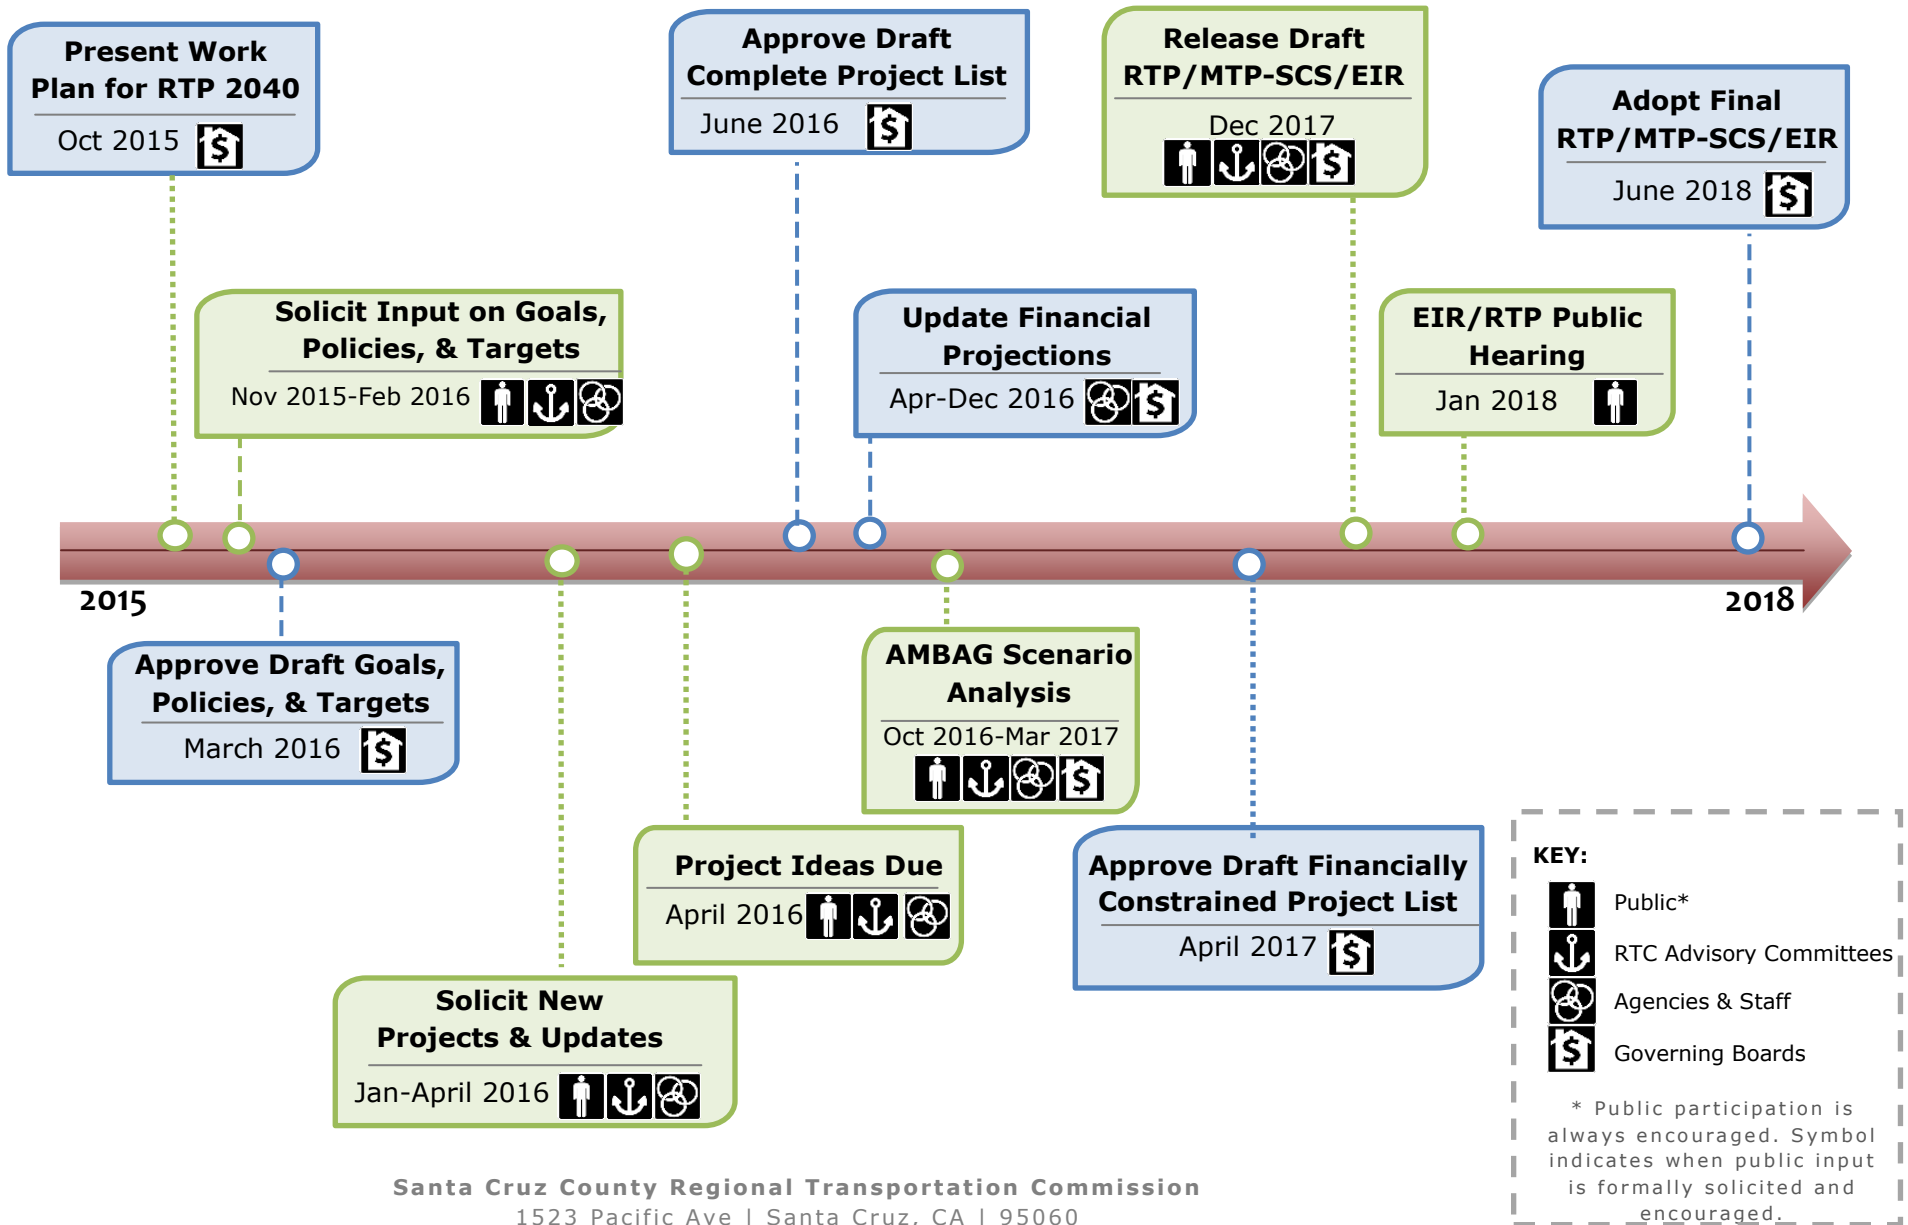 Present Work
Plan for RTP 2040
Oct 2015
Approve Draft
Complete Project List
June 2016
Release Draft
RTP/MTP-SCS/EIR
Dec 2017
Adopt Final
RTP/MTP-SCS/EIR
June 2018
Solicit Input on Goals,
Policies, & Targets
Nov 2015-Feb 2016
Update Financial
Projections
Apr-Dec 2016
EIR/RTP Public
Hearing
Jan 2018
2015
2018
Approve Draft Goals,
Policies, & Targets
March 2016
AMBAG Scenario
Analysis
Oct 2016-Mar 2017
Project Ideas Due
April 2016
Approve Draft Financially
Constrained Project List
April 2017
Solicit New
Projects & Updates
Jan-April 2016
KEY:
Public*
RTC Advisory Committees
Agencies & Staff
Governing Boards
* Public participation is
always encouraged. Symbol
indicates when public input
is formally solicited and
encouraged.
Santa Cruz County Regional Transportation Commission
1523 Pacific Ave | Santa Cruz, CA | 95060